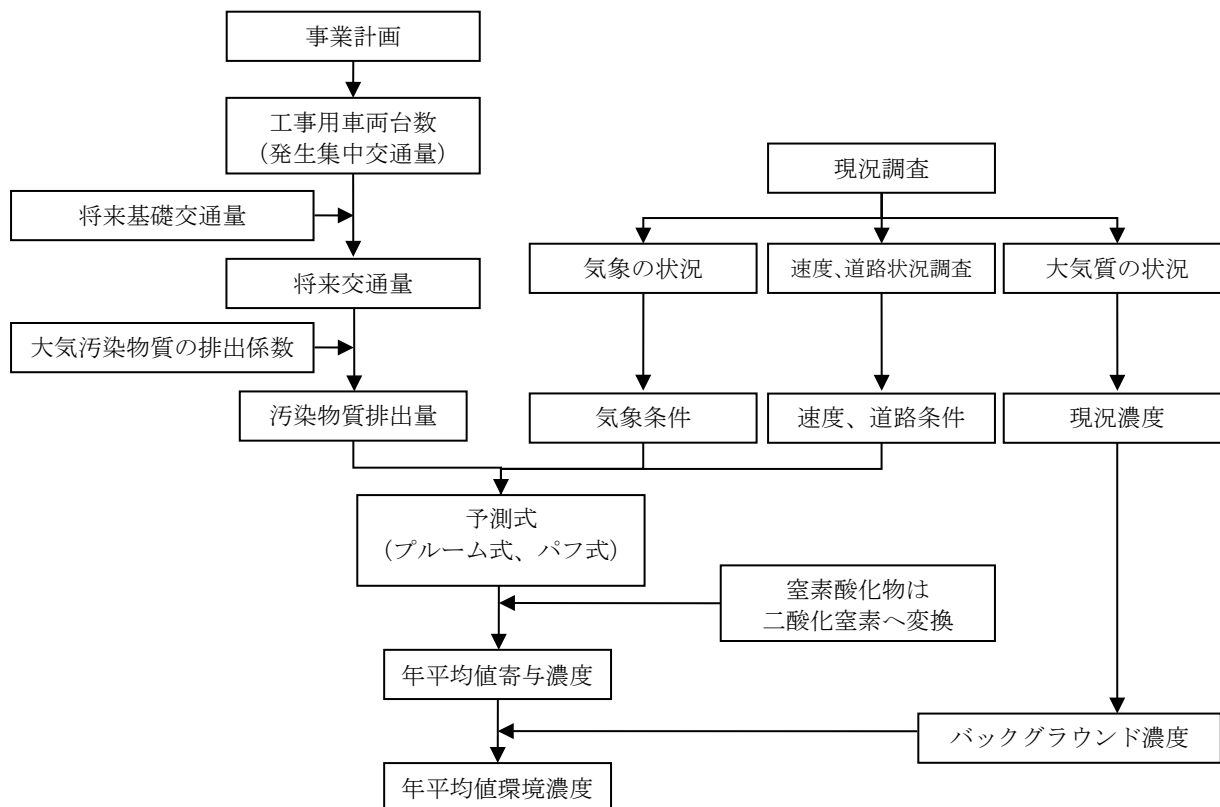 事業計画
工事用車両台数
（発生集中交通量）
現況調査
将来基礎交通量
将来交通量
気象の状況
速度、道路状況調査
大気質の状況
大気汚染物質の排出係数
汚染物質排出量
気象条件
速度、道路条件
現況濃度
予測式
（プルーム式、パフ式）
窒素酸化物は
二酸化窒素へ変換
年平均値寄与濃度
バックグラウンド濃度
年平均値環境濃度